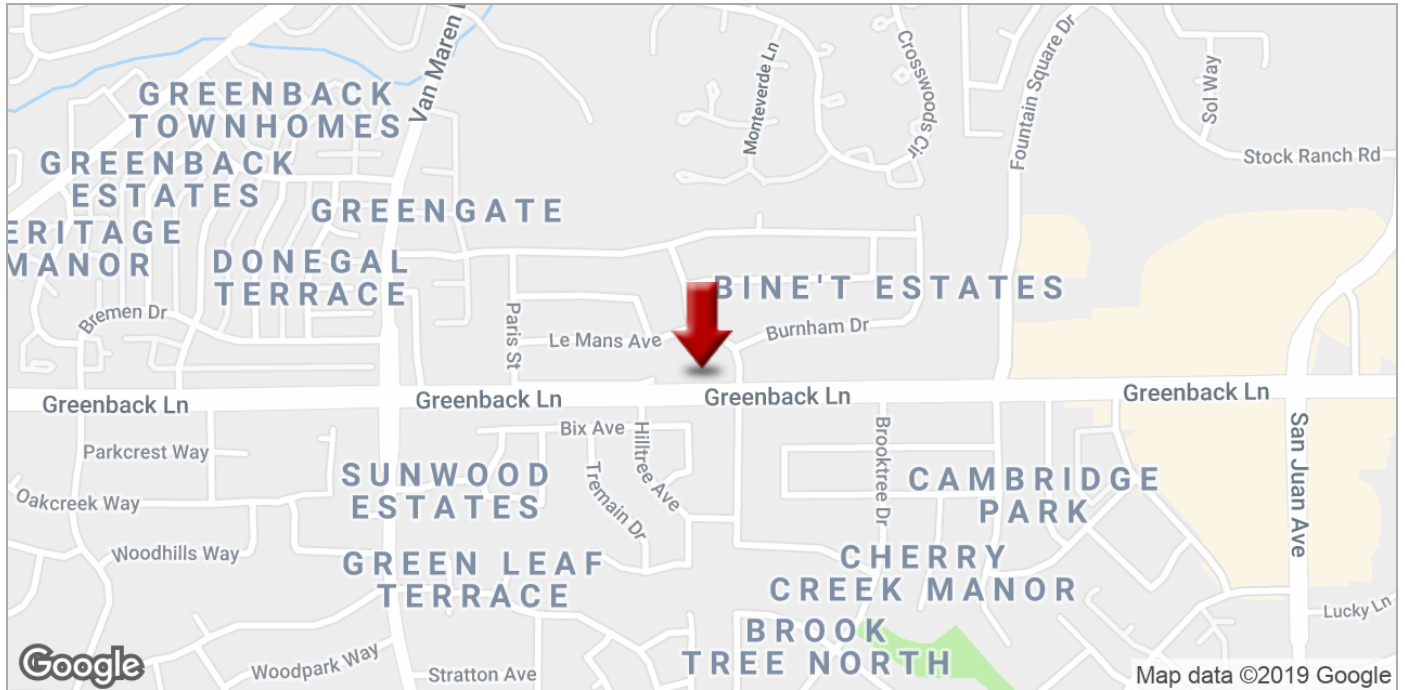 Van Maren
GREENBACK
TOWNHOMES
GREENBACK
ESTATES
ERITAGE
MANOR
GREENGATE
DONEGAL
TERRACE
Monteverde Ln
Crosswoods Cir
Fountain Square Dr
Sol Way
Stock Ranch Rd
BINE'T ESTATES
Bremen Dr
Paris St
Le Mans Ave
Burnham Dr
Greenback Ln
Greenback Ln
Greenback Ln
Greenback Ln
Parkcrest Way
Bix Ave
Hilltree Ave
Tremain Dr
Brooktree Dr
San Juan Ave
SUNWOOD
ESTATES
CAMBRIDGE
PARK
Oakcreek Way
Woodhills Way
GREEN LEAF
TERRACE
CHERRY
CREEK MANOR
BROOK
TREE NORTH
Lucky Ln
Woodpark Way
Stratton Ave
Google
Map data ©2019 Google